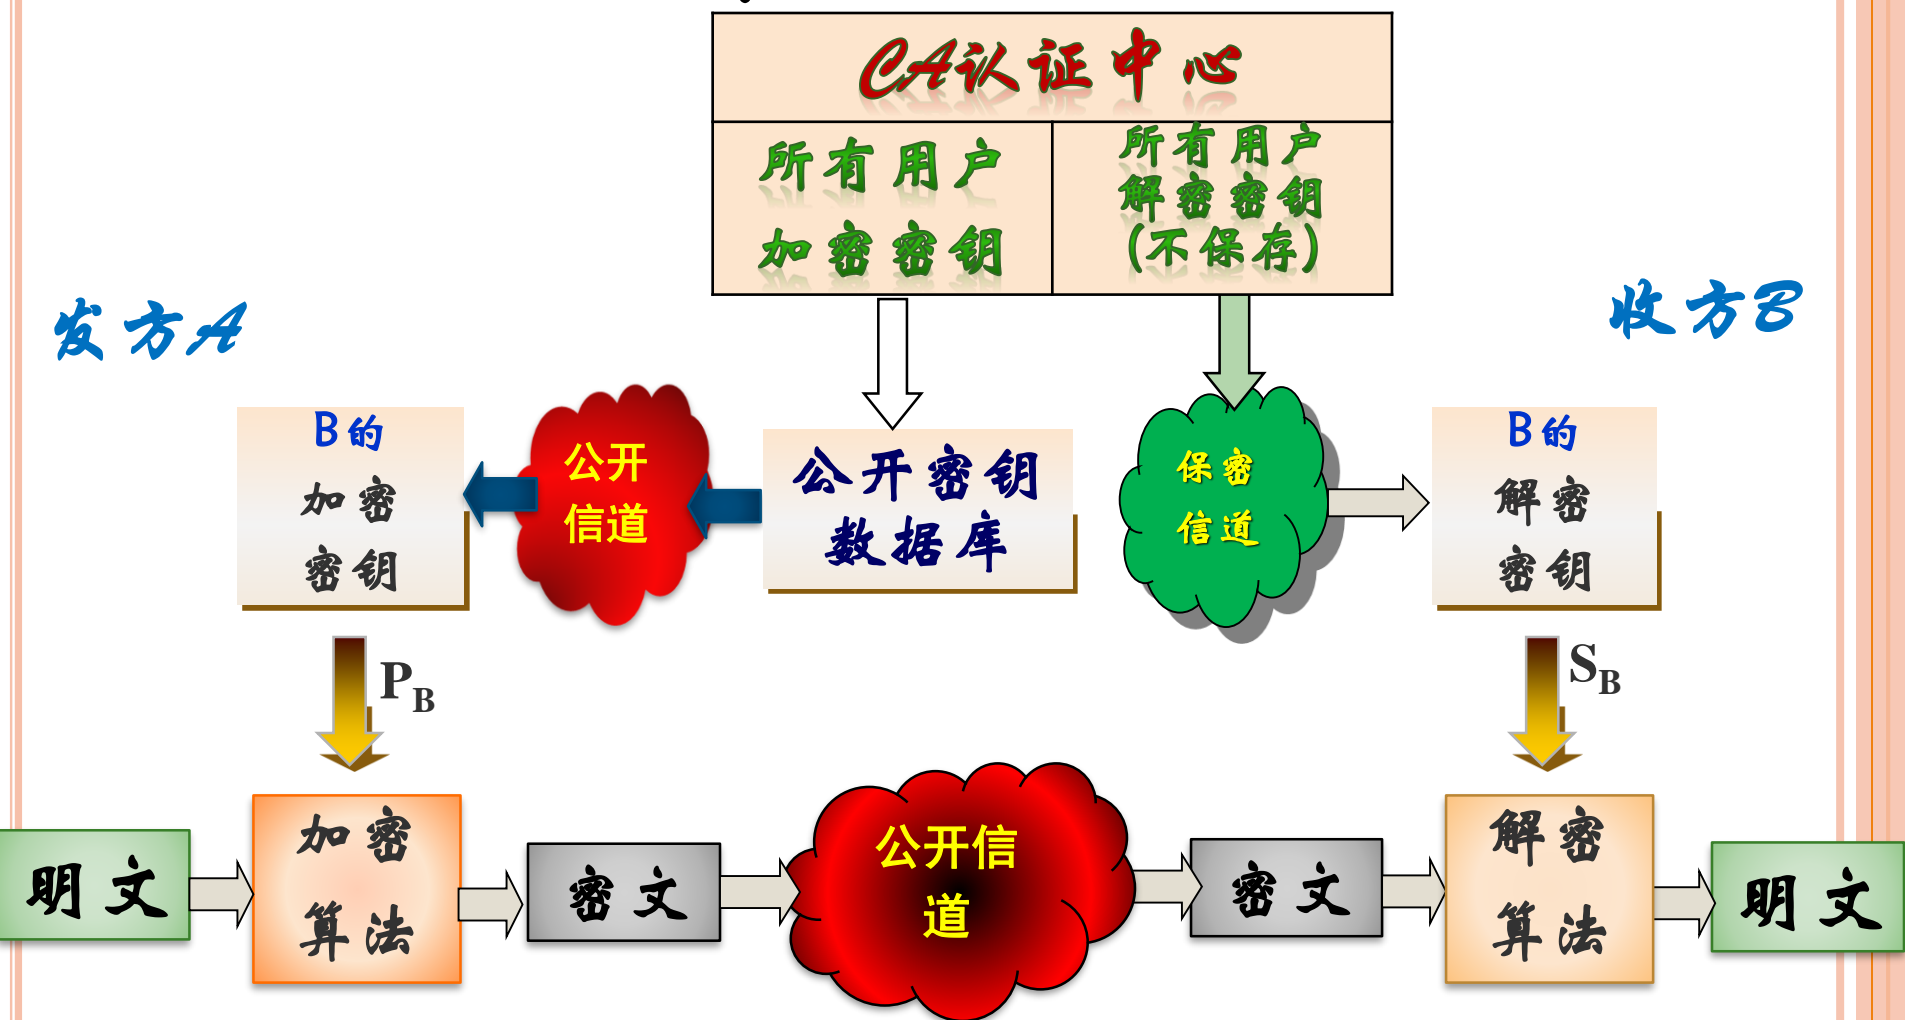 CA认证中心
所有用户
加密密钥
所有用户
解密密钥
(不保存)
发方A
收方B
B的
加密
密钥
公开
信道
公开密钥
数据库
保密
信道
B的
解密
密钥
P_B
S_B
明文
加密
算法
密文
公开信
道
密文
解密
算法
明文